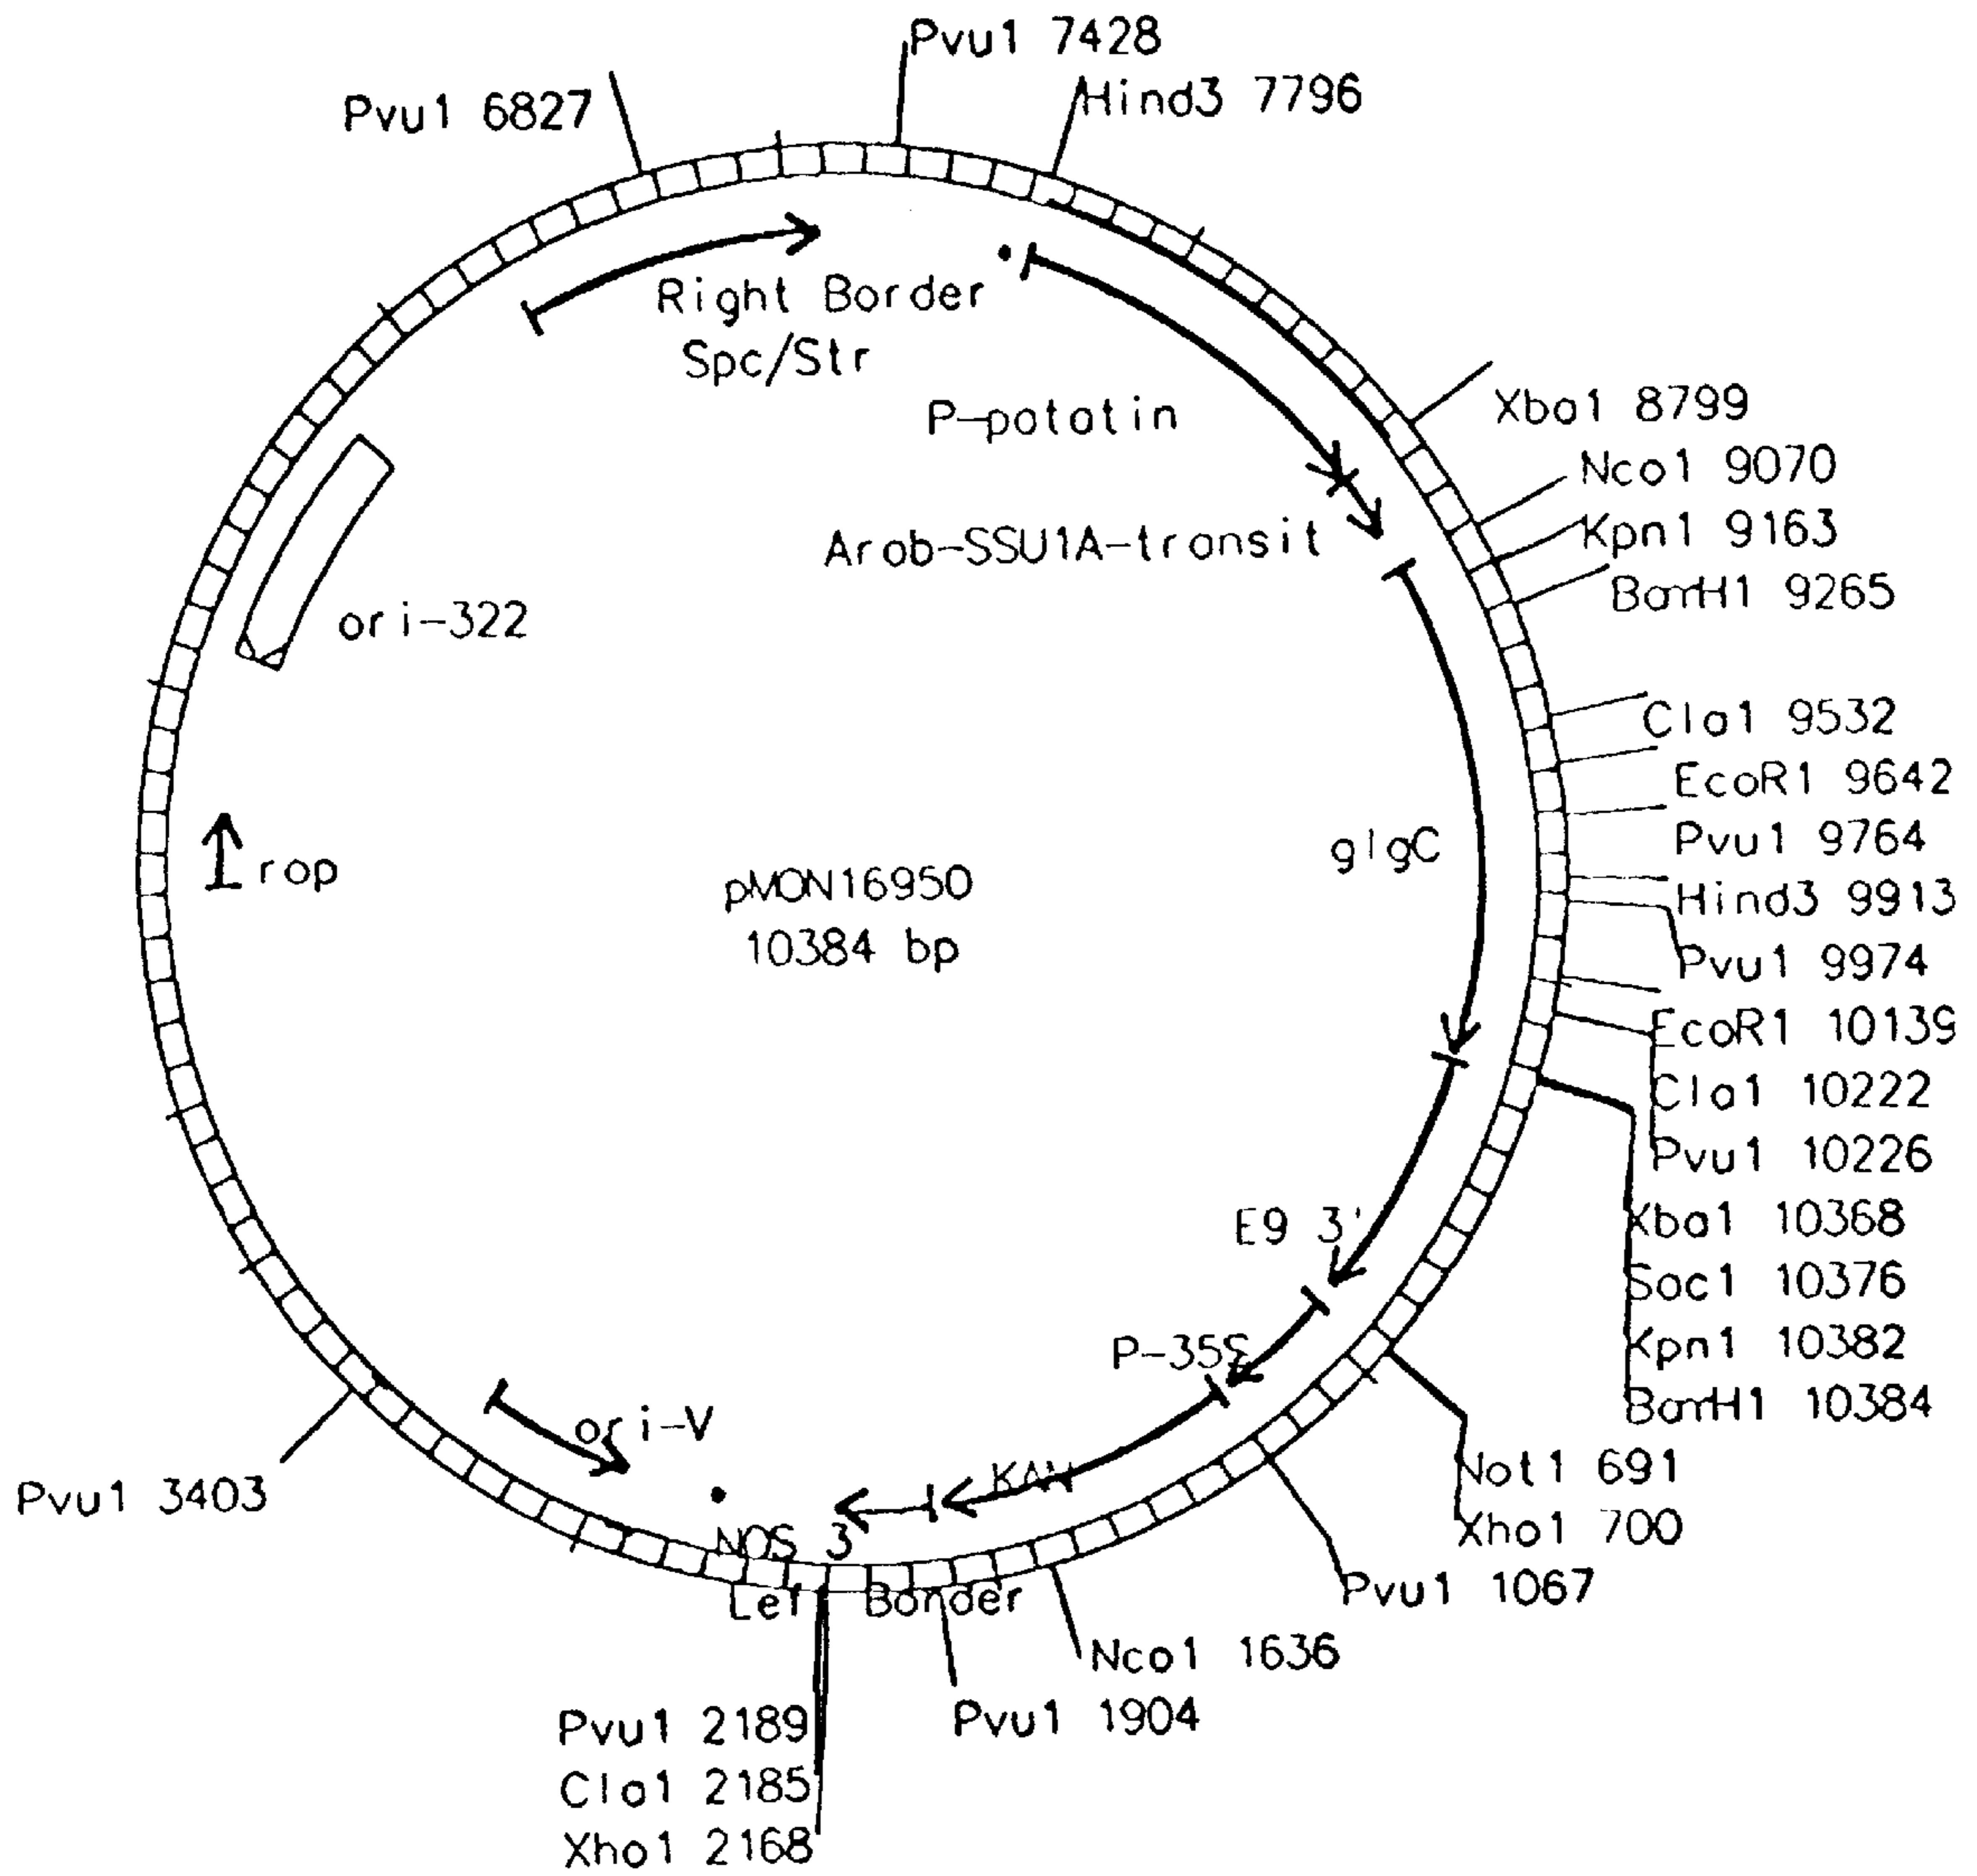 Pvu1 7428
Hind3 7796
Pvu1 6827
Right Border
Spc/Str
P-patatin
Xba1 8799
Nco1 9070
Arab-SSU1A-transit
Kpn1 9163
BamH1 9265
ori-322
Cla1 9532
EcoR1 9642
Pvu1 9764
glgC
rop
pMON16950
10384 bp
Hind3 9913
Pvu1 9974
EcoR1 10139
Cla1 10222
Pvu1 10226
E9 3'
Xba1 10368
Sac1 10376
Kpn1 10382
BamH1 10384
P-35S
ori-V
KAN
Not1 691
Xho1 700
Pvu1 3403
NOS 3'
Left Border
Pvu1 1067
Nco1 1636
Pvu1 1904
Pvu1 2189
Cla1 2185
Xho1 2168